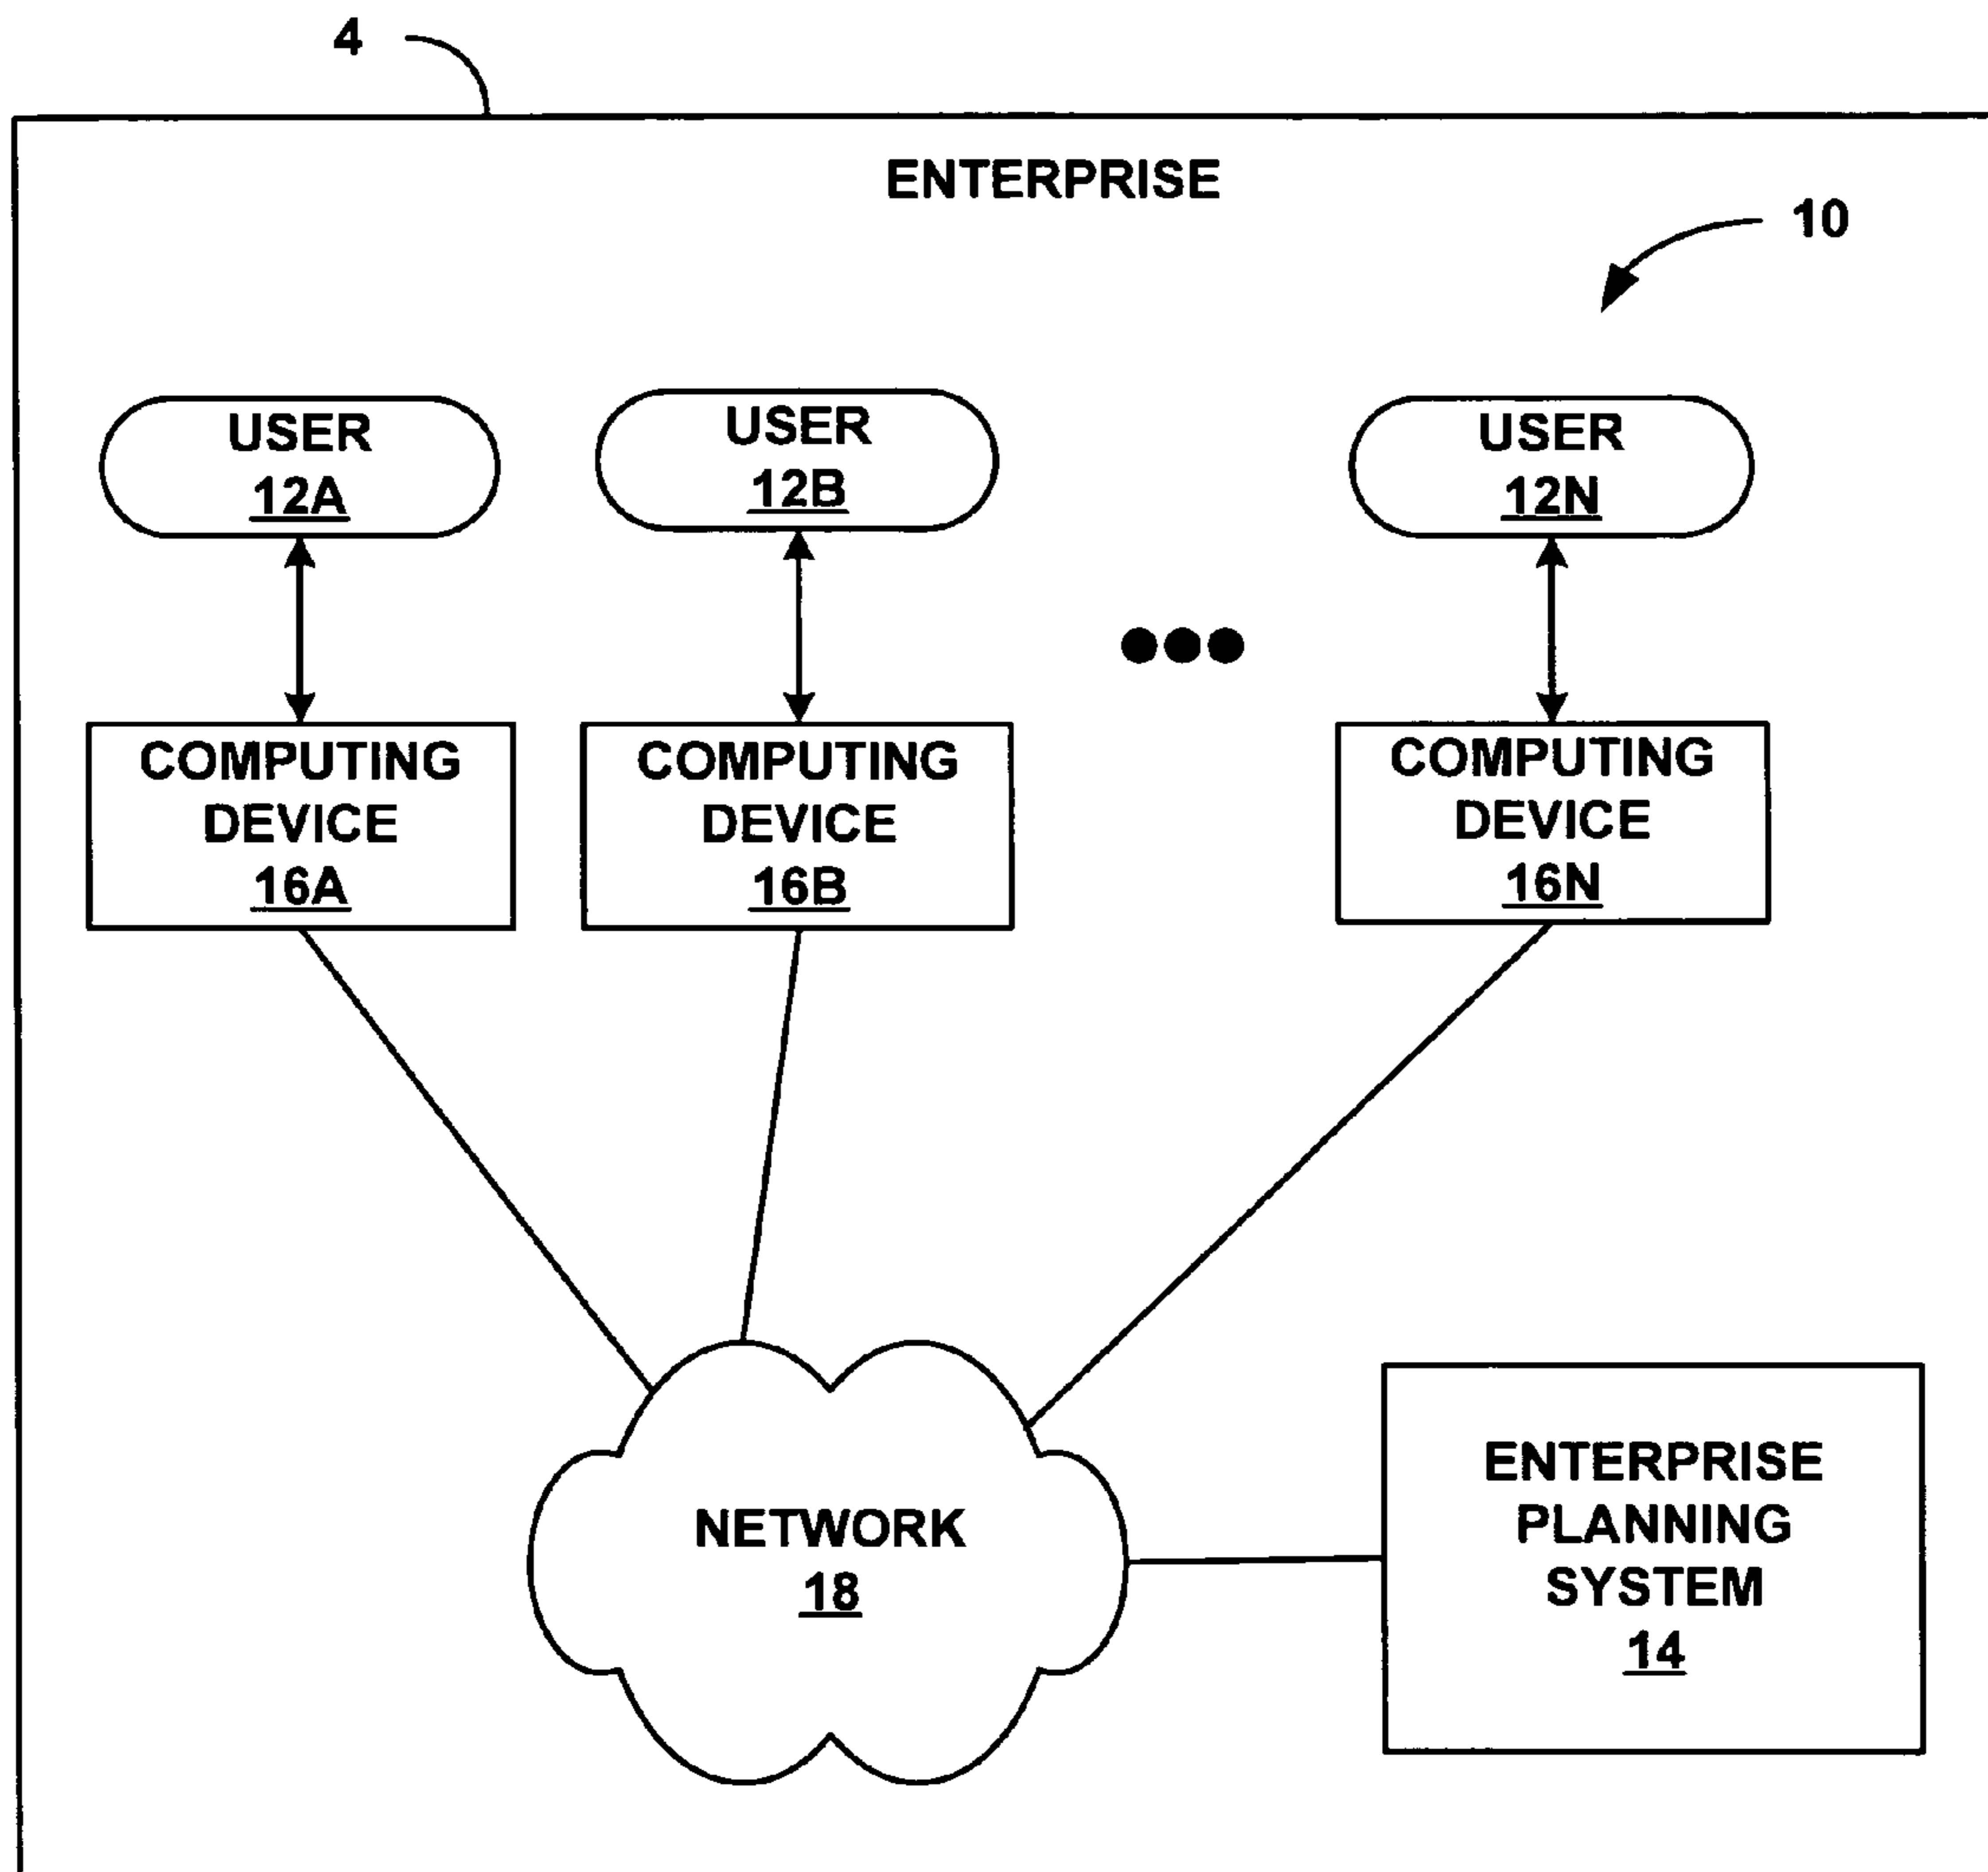 4
ENTERPRISE
10
USER
12A
USER
12B
USER
12N
COMPUTING
DEVICE
16A
COMPUTING
DEVICE
16B
COMPUTING
DEVICE
16N
NETWORK
18
ENTERPRISE
PLANNING
SYSTEM
14